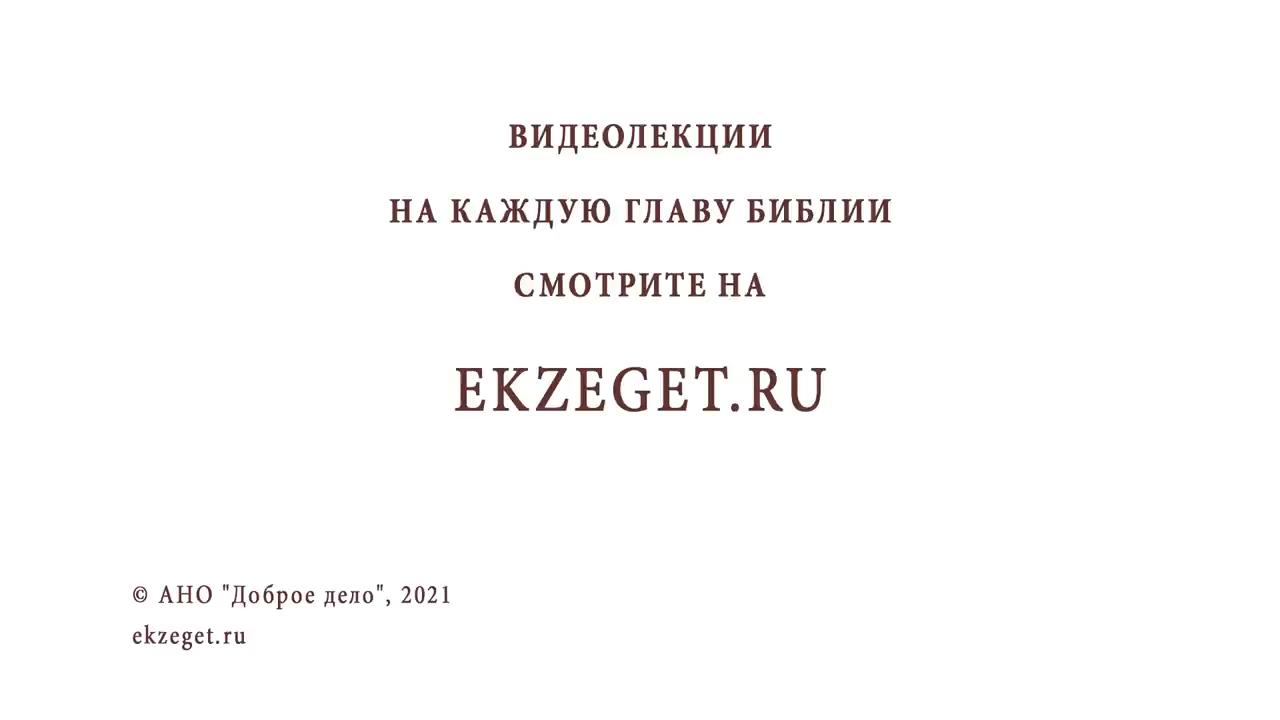 ВИДЕОЛЕКЦИИ
НА КАЖДУЮ ГЛАВУ БИБЛИИ
СМОТРИТЕ НА
EKZEGET.RU
© АНО "Доброе дело", 2021
ekzeget.ru